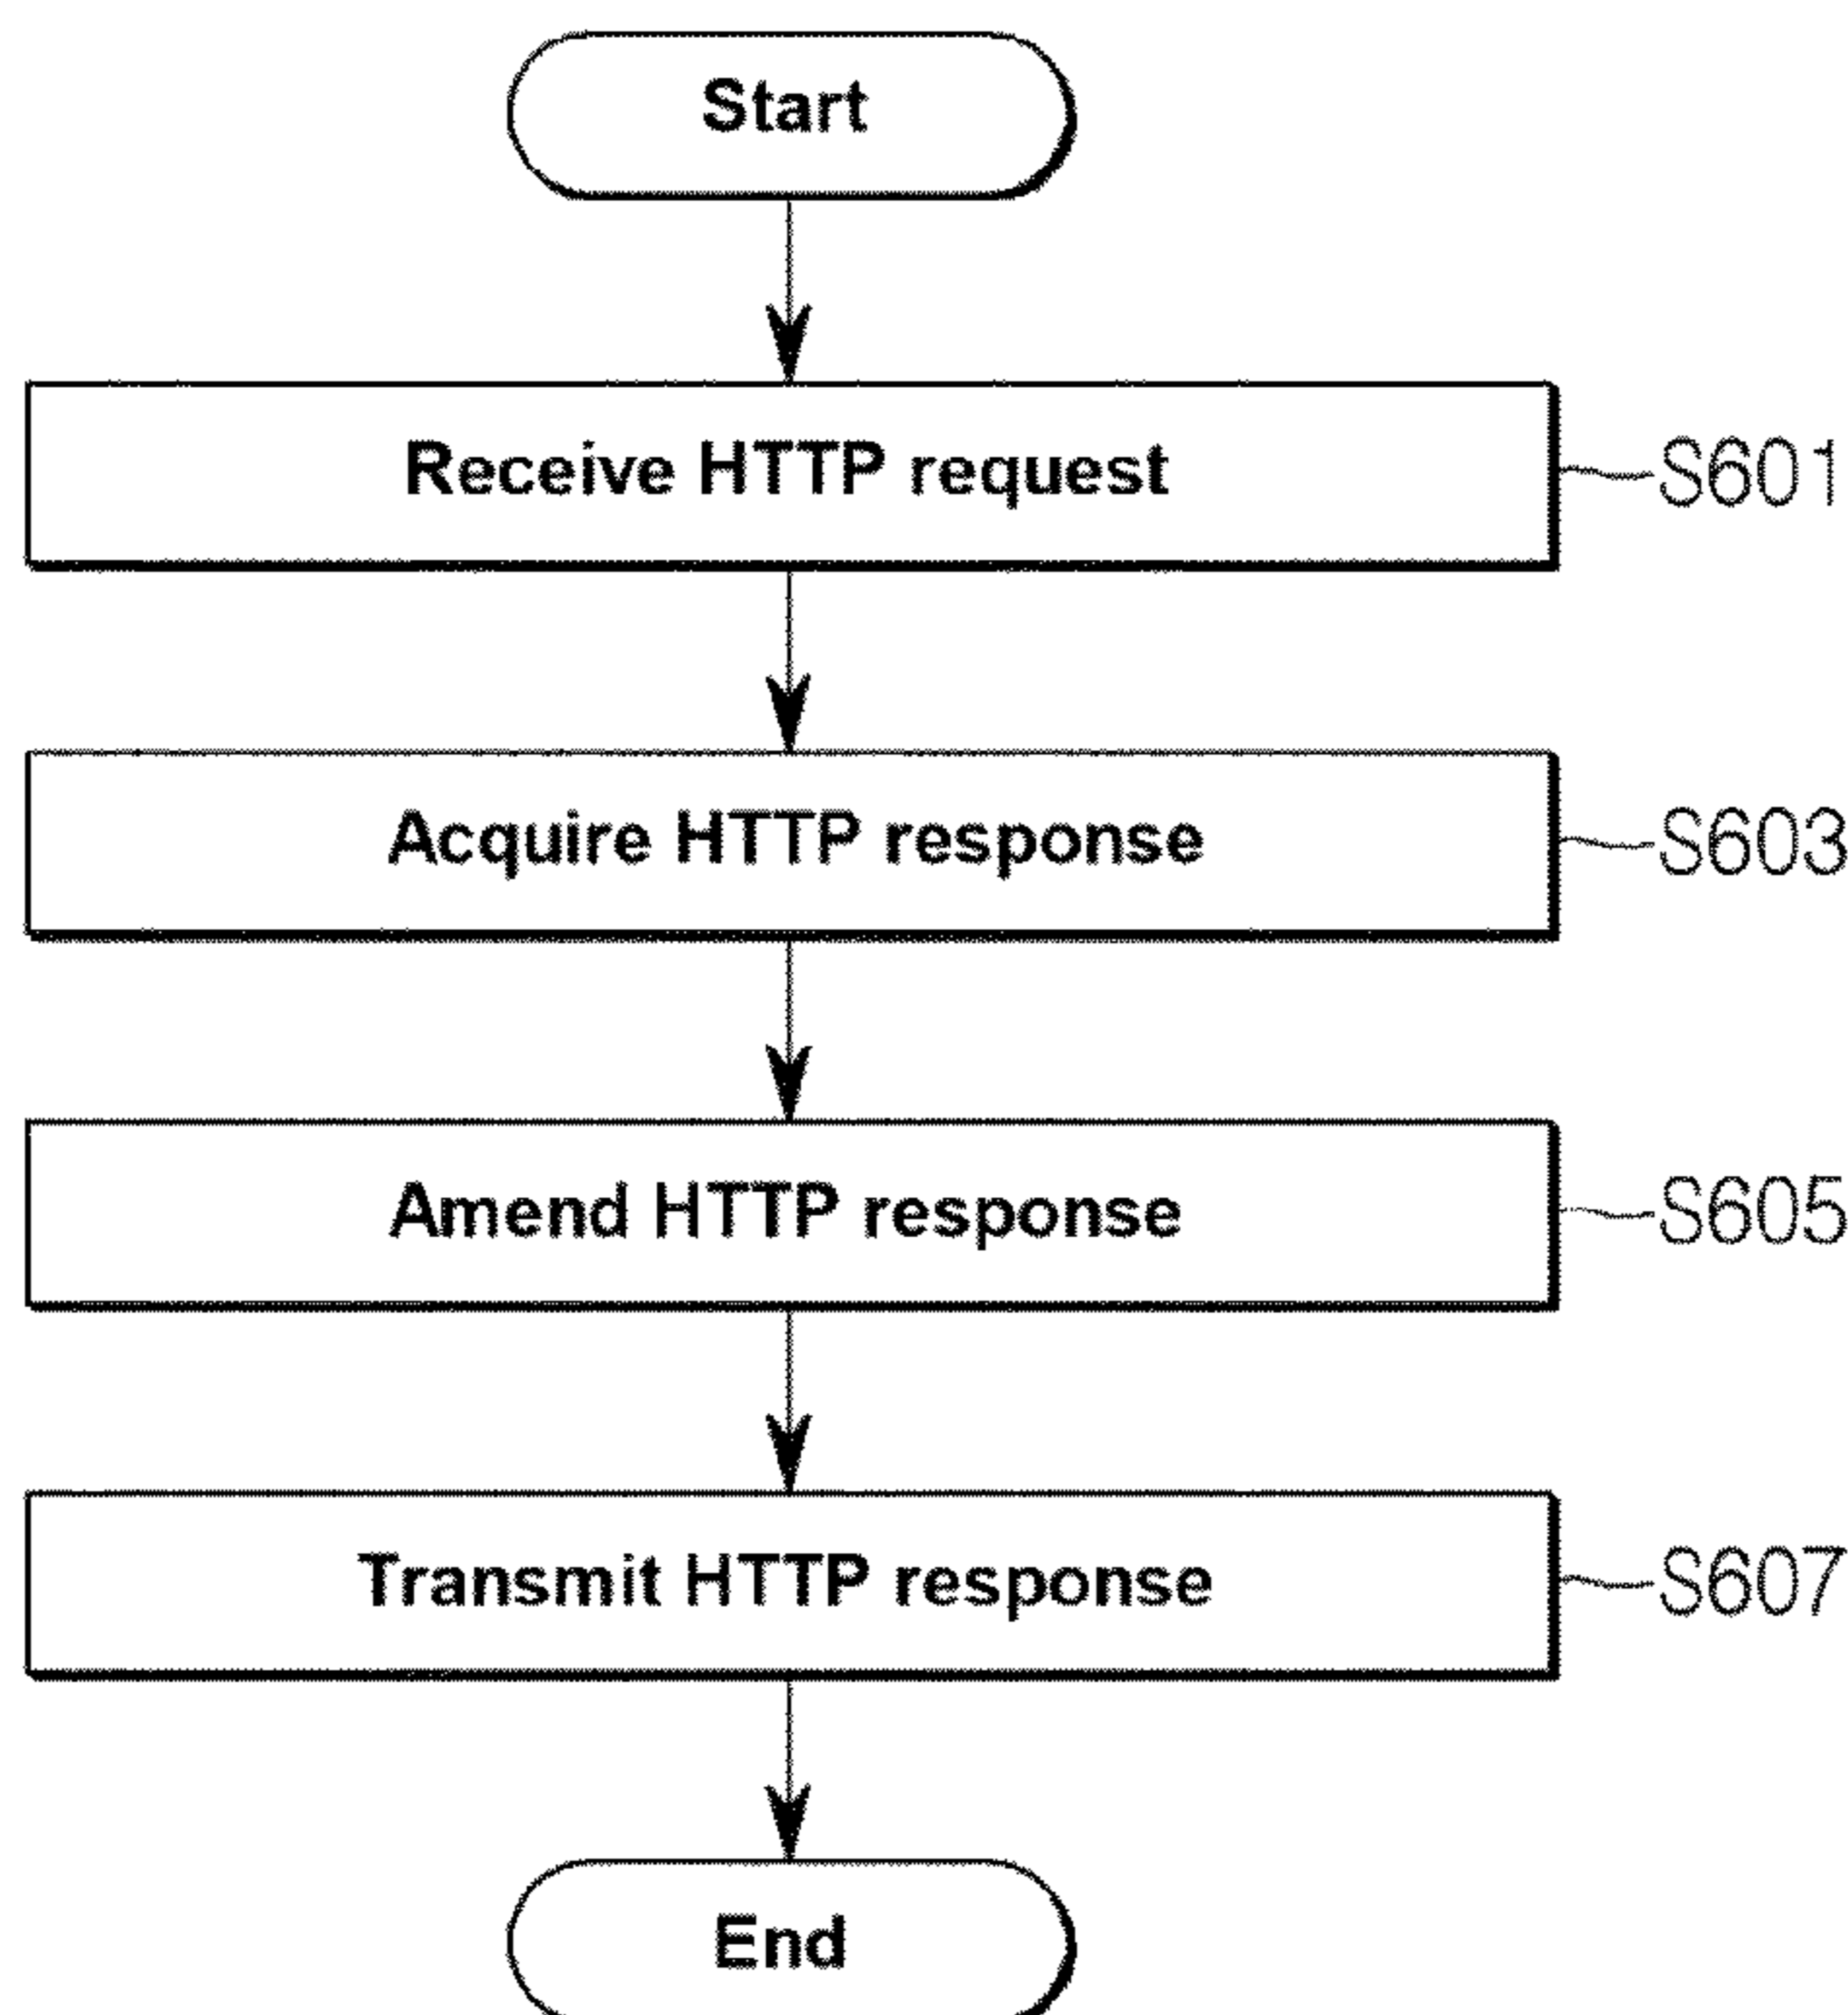 Start
Receive HTTP request
S601
Acquire HTTP response
S603
Amend HTTP response
S605
Transmit HTTP response
S607
End